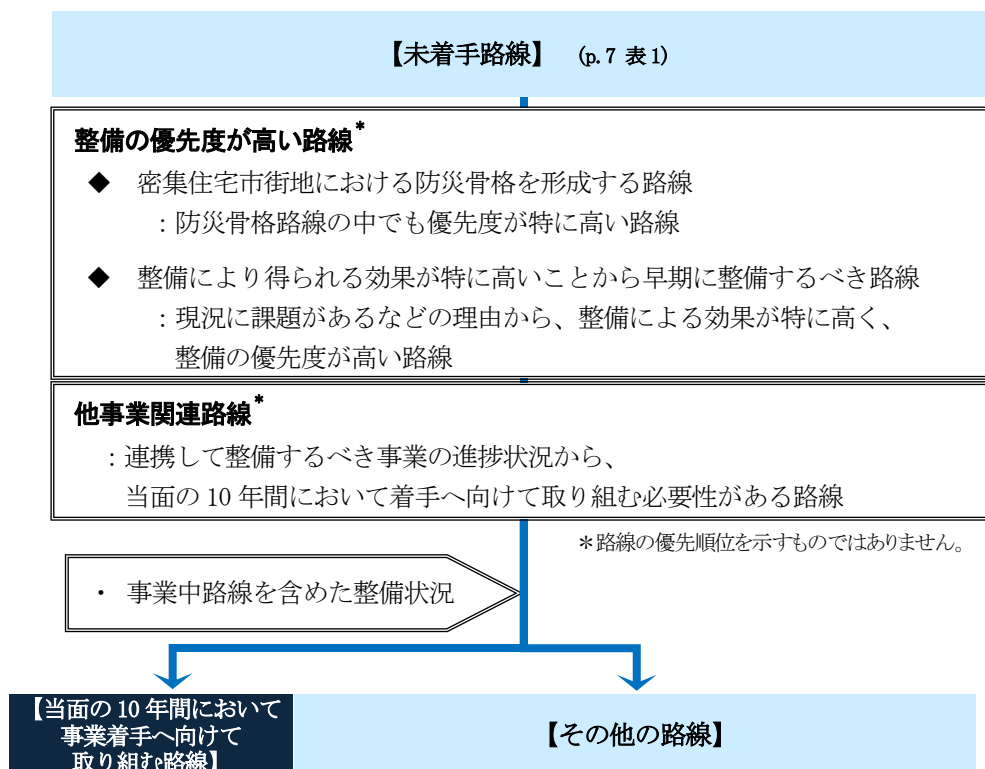 【未着手路線】 (p.7 表1)
整備の優先度が高い路線*
◆ 密集住宅市街地における防災骨格を形成する路線
：防災骨格路線の中でも優先度が特に高い路線
◆ 整備により得られる効果が特に高いことから早期に整備するべき路線
：現況に課題があるなどの理由から、整備による効果が特に高く、
整備の優先度が高い路線
他事業関連路線*
：連携して整備するべき事業の進捗状況から、
当面の 10 年間において着手へ向けて取り組む必要性がある路線
＊路線の優先順位を示すものではありません。
・ 事業中路線を含めた整備状況
【当面の 10 年間において
事業着手へ向けて
取り組む路線】
【その他の路線】